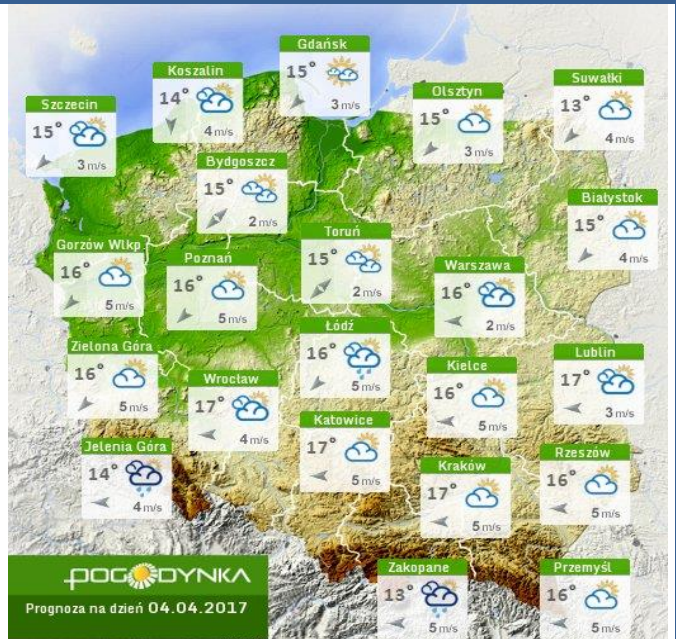 Gdańsk
15°
3 m/s
Koszalin
14°
4 m/s
Suwałki
13°
4 m/s
Olsztyn
15°
3 m/s
Szczecin
15°
3 m/s
Bydgoszcz
15°
2 m/s
Białystok
15°
4 m/s
Toruń
15°
2 m/s
Gorzów Wlkp
16°
5 m/s
Poznań
16°
5 m/s
Warszawa
16°
2 m/s
Łódź
16°
5 m/s
Zielona Góra
16°
5 m/s
Lublin
17°
3 m/s
Kielce
16°
5 m/s
Wrocław
17°
4 m/s
Katowice
17°
5 m/s
Jelenia Góra
14°
4 m/s
Rzeszów
16°
5 m/s
Kraków
17°
5 m/s
Zakopane
13°
5 m/s
Przemyśl
16°
5 m/s
POGODYNKA
Prognoza na dzień 04.04.2017